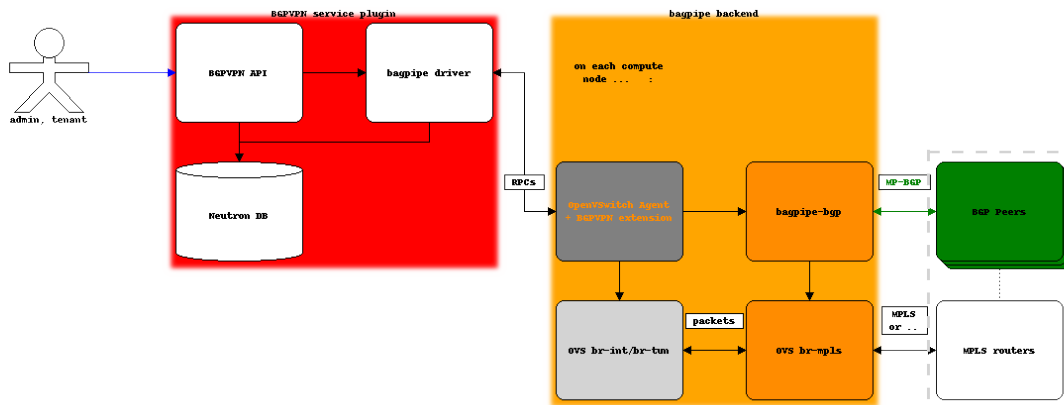 BGPVPN service plugin
bagpipe backend
BGPVPN API
bagpipe driver
on each compute
node ... :
admin, tenant
RPCs
MP-BGP
Neutron DB
OpenVSwitch Agent
+ BGPVPN extension
bagpipe-bgp
BGP Peers
packets
MPLS
or ..
OVS br-int/br-tun
OVS br-mpls
MPLS routers